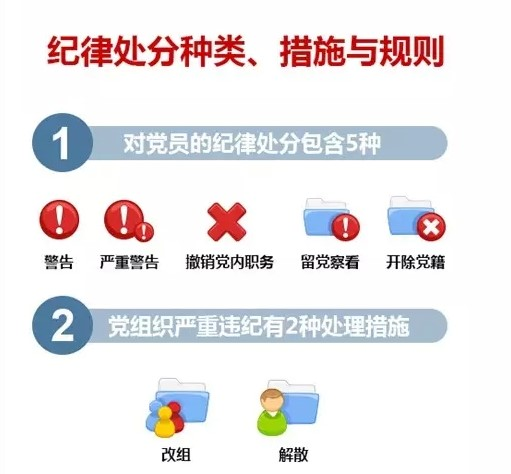 纪律处分种类、措施与规则
1 对党员的纪律处分包含5种
警告 严重警告 撤销党内职务 留党察看 开除党籍
2 党组织严重违纪有2种处理措施
改组 解散